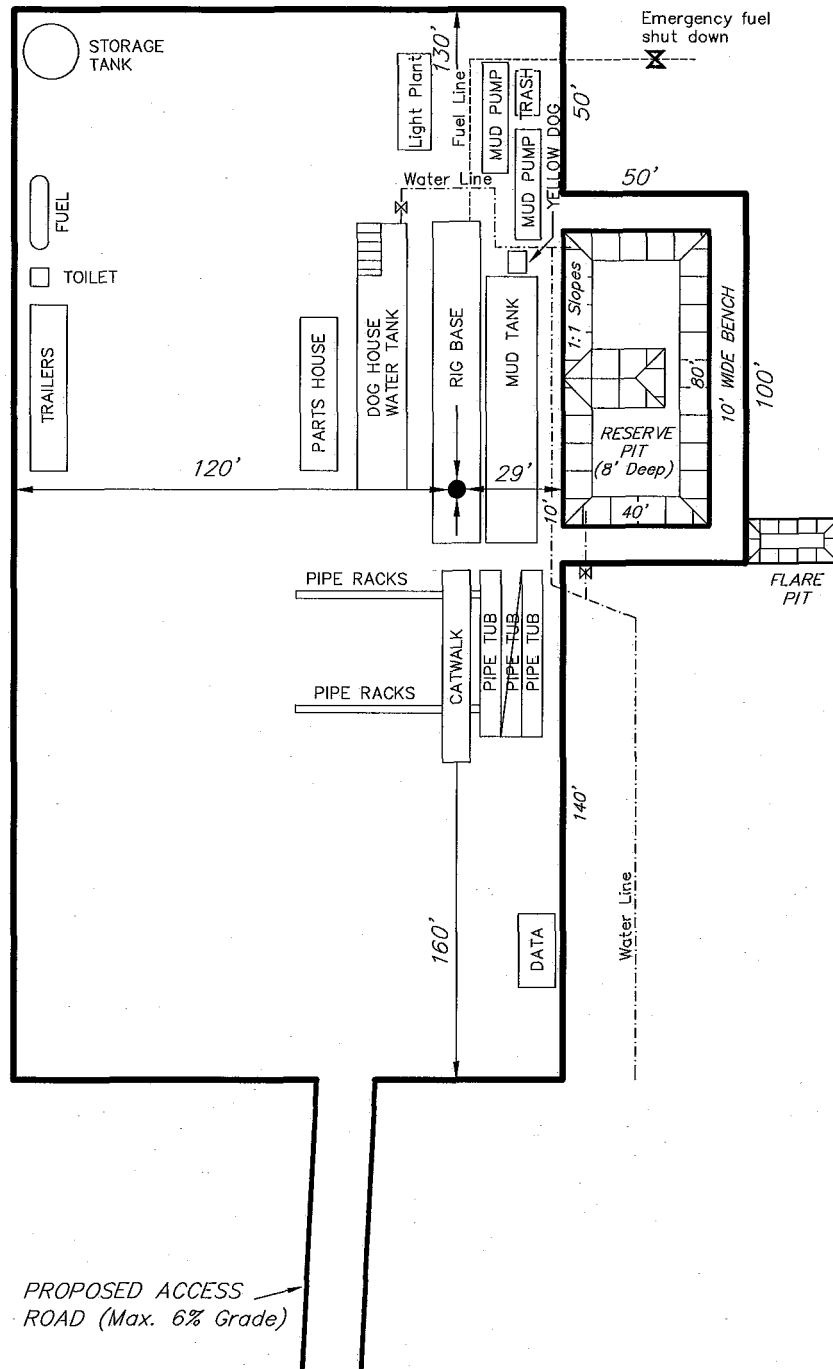 Emergency fuel
shut down
STORAGE
TANK
130'
Light Plant
Fuel Line
MUD PUMP
TRASH
MUD PUMP
YELLOW DOG
50'
50'
Water Line
FUEL
TOILET
TRAILERS
PARTS HOUSE
DOG HOUSE
WATER TANK
RIG BASE
MUD TANK
1:1 Slopes
80'
10' WIDE BENCH
100'
RESERVE
PIT
(8' Deep)
40'
120'
29'
10'
FLARE
PIT
PIPE RACKS
PIPE RACKS
CATWALK
PIPE TUB
PIPE TUB
PIPE TUB
140'
160'
DATA
Water Line
PROPOSED ACCESS
ROAD (Max. 6% Grade)